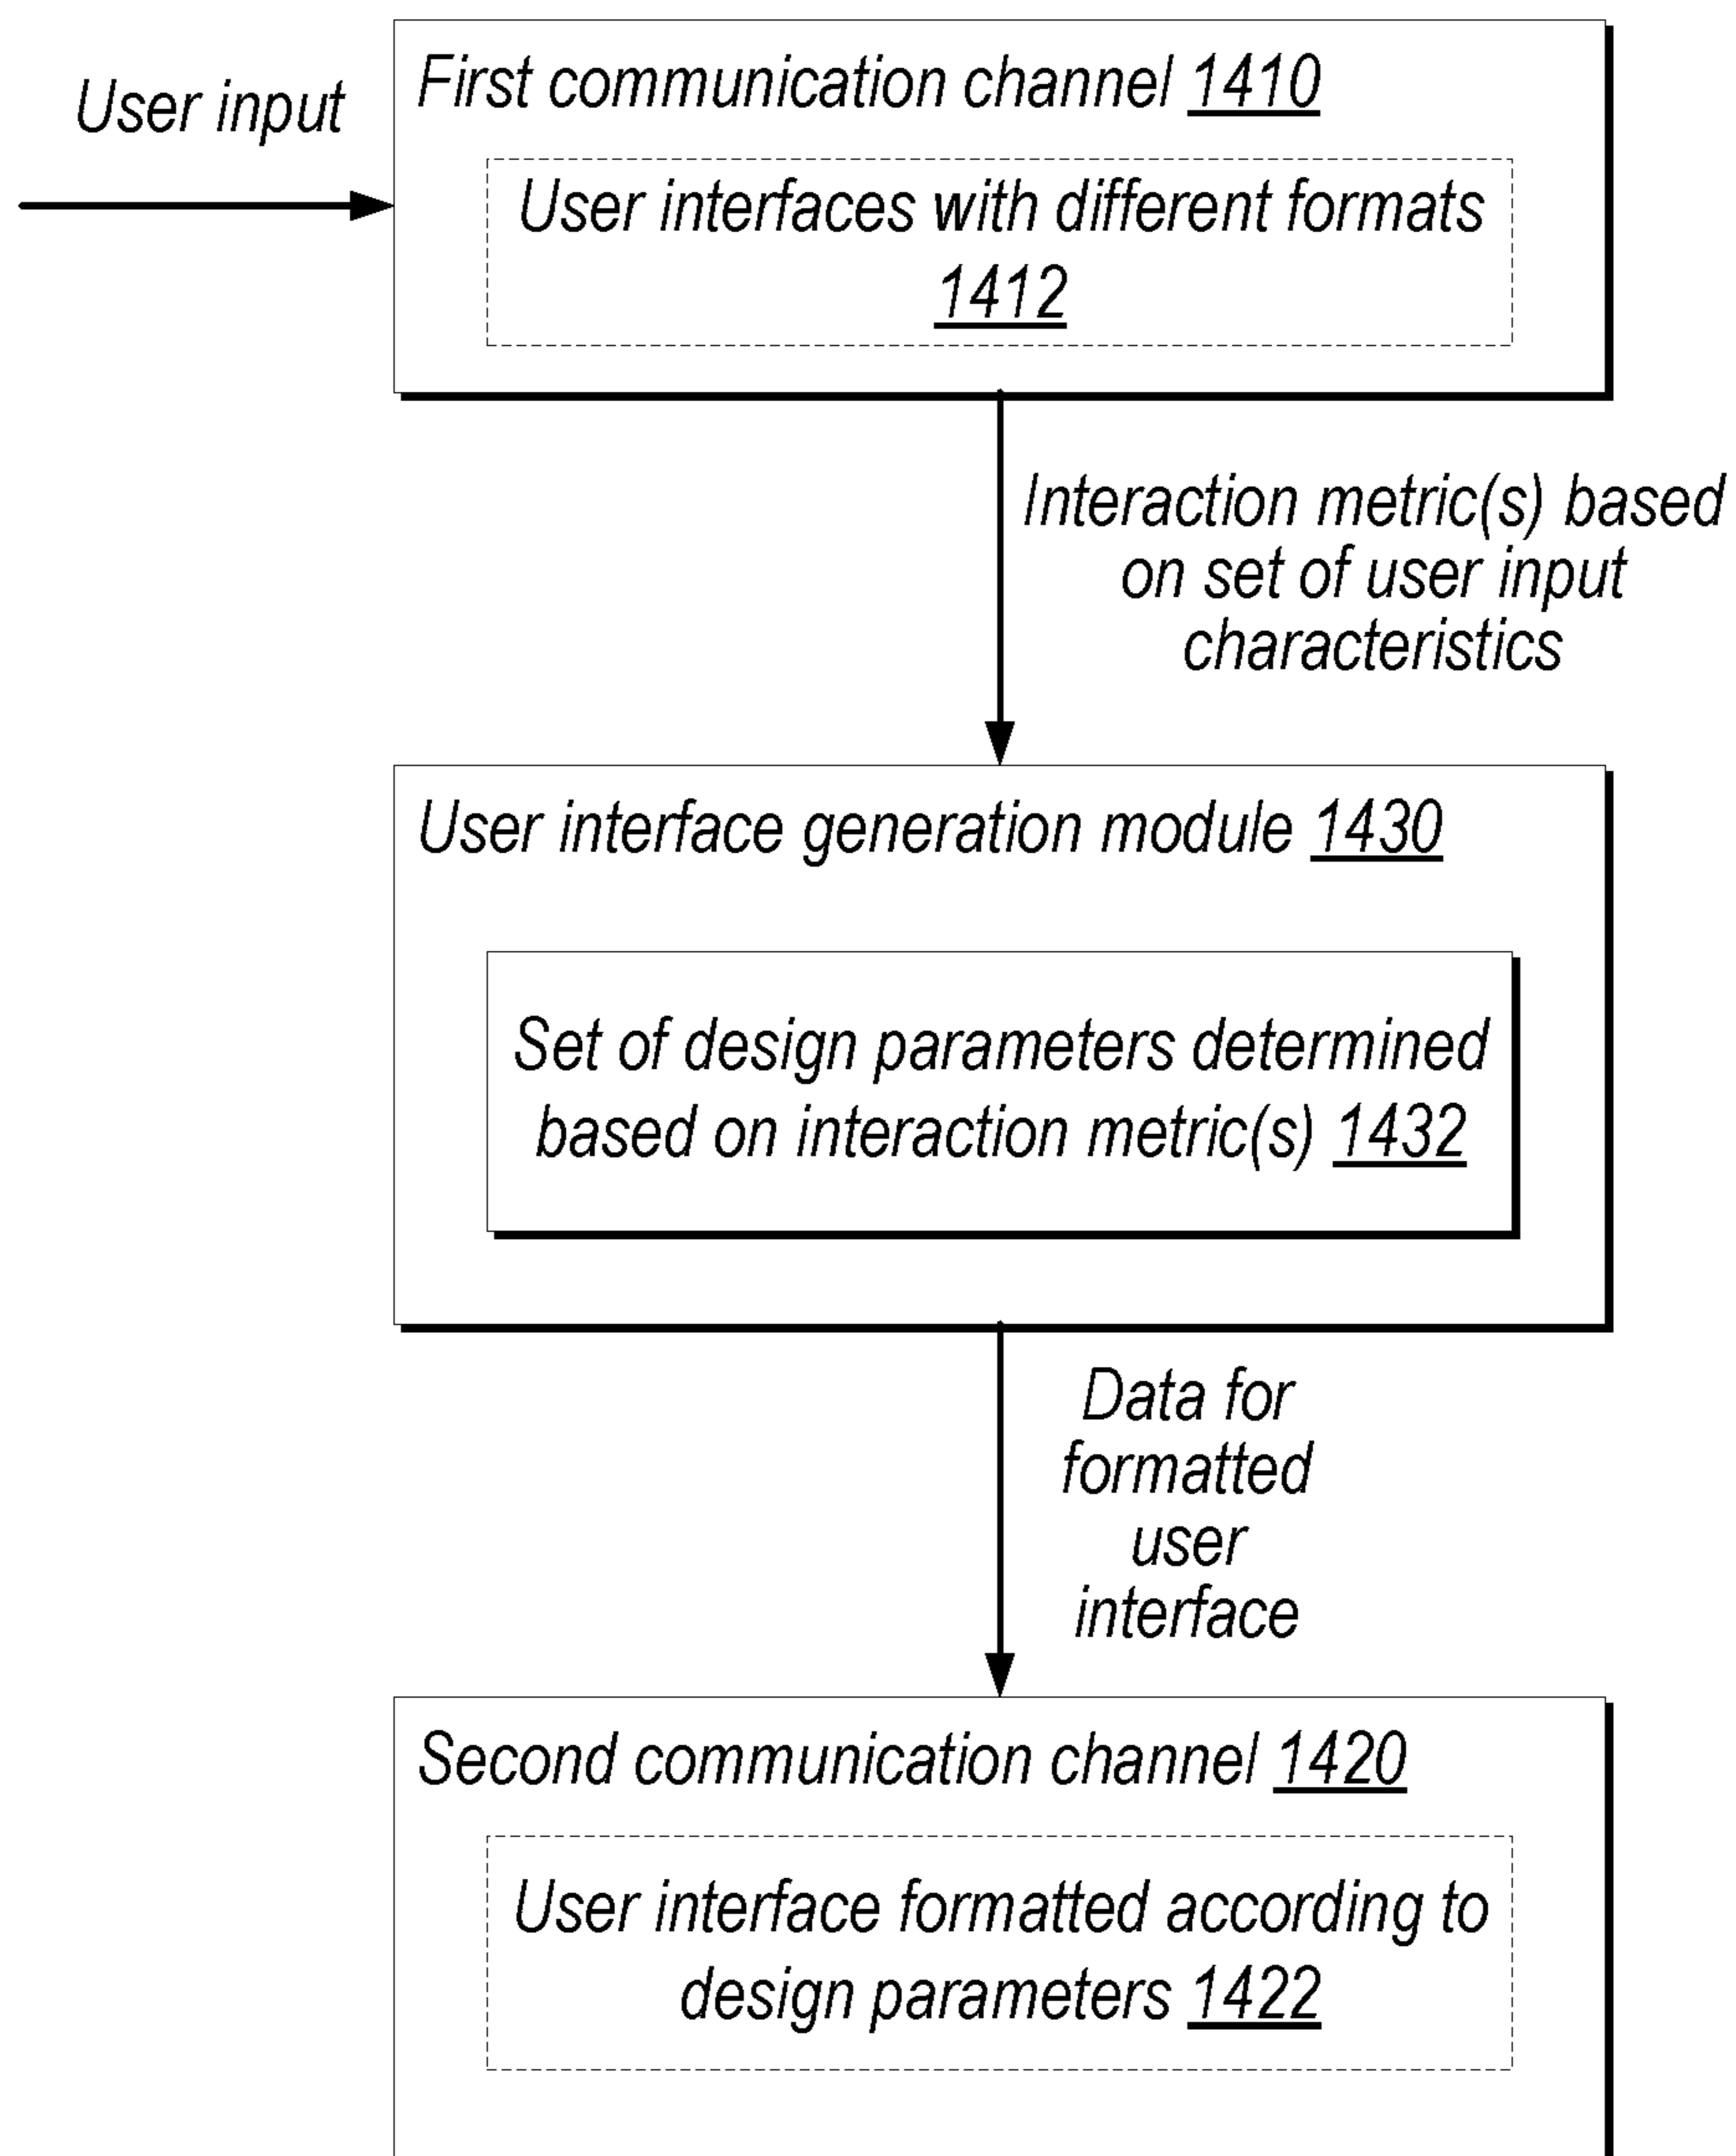 User input
First communication channel 1410
User interfaces with different formats
1412
Interaction metric(s) based
on set of user input
characteristics
User interface generation module 1430
Set of design parameters determined
based on interaction metric(s) 1432
Data for
formatted
user
interface
Second communication channel 1420
User interface formatted according to
design parameters 1422